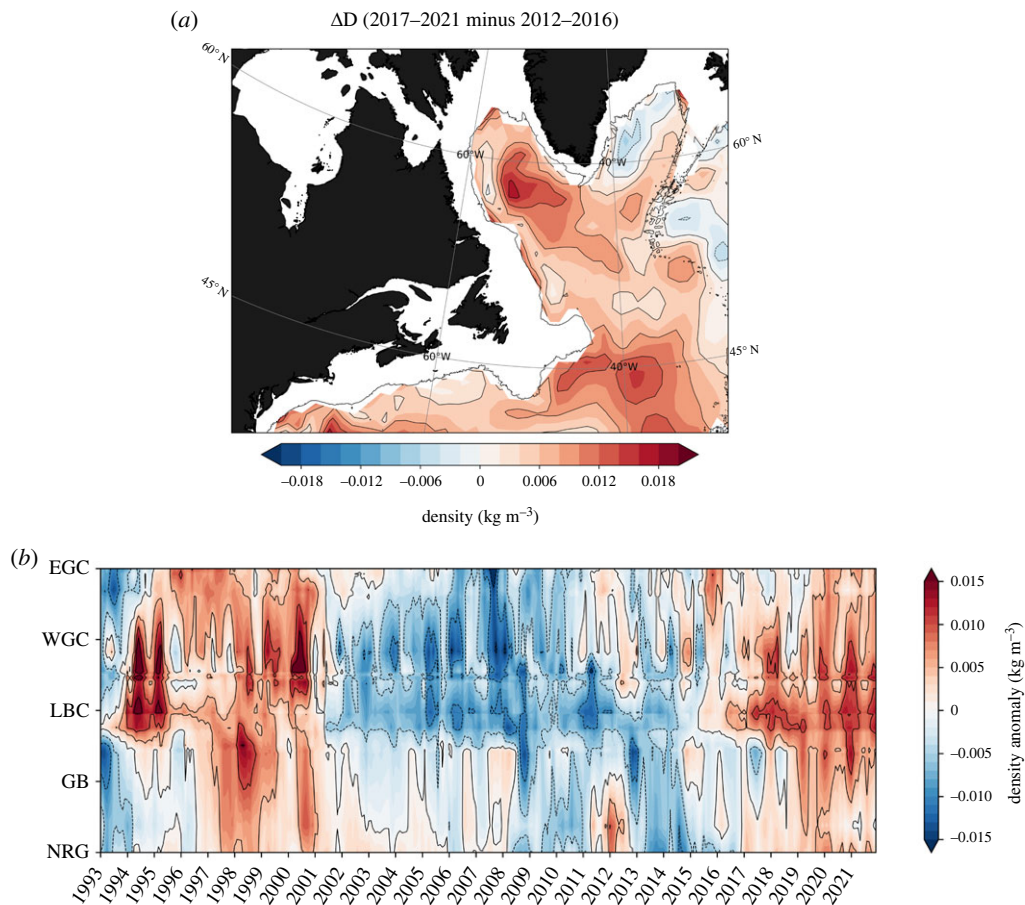 (a) ΔD (2017–2021 minus 2012–2016)
60° N
60°W
40°W
60° N
45° N
60°W
40°W
45° N
–0.018 –0.012 –0.006 0 0.006 0.012 0.018
density (kg m–3)
(b)
EGC
WGC
LBC
GB
NRG
1993 1994 1995 1996 1997 1998 1999 2000 2001 2002 2003 2004 2005 2006 2007 2008 2009 2010 2011 2012 2013 2014 2015 2016 2017 2018 2019 2020 2021
0.015
0.010
0.005
0
–0.005
–0.010
–0.015
density anomaly (kg m–3)